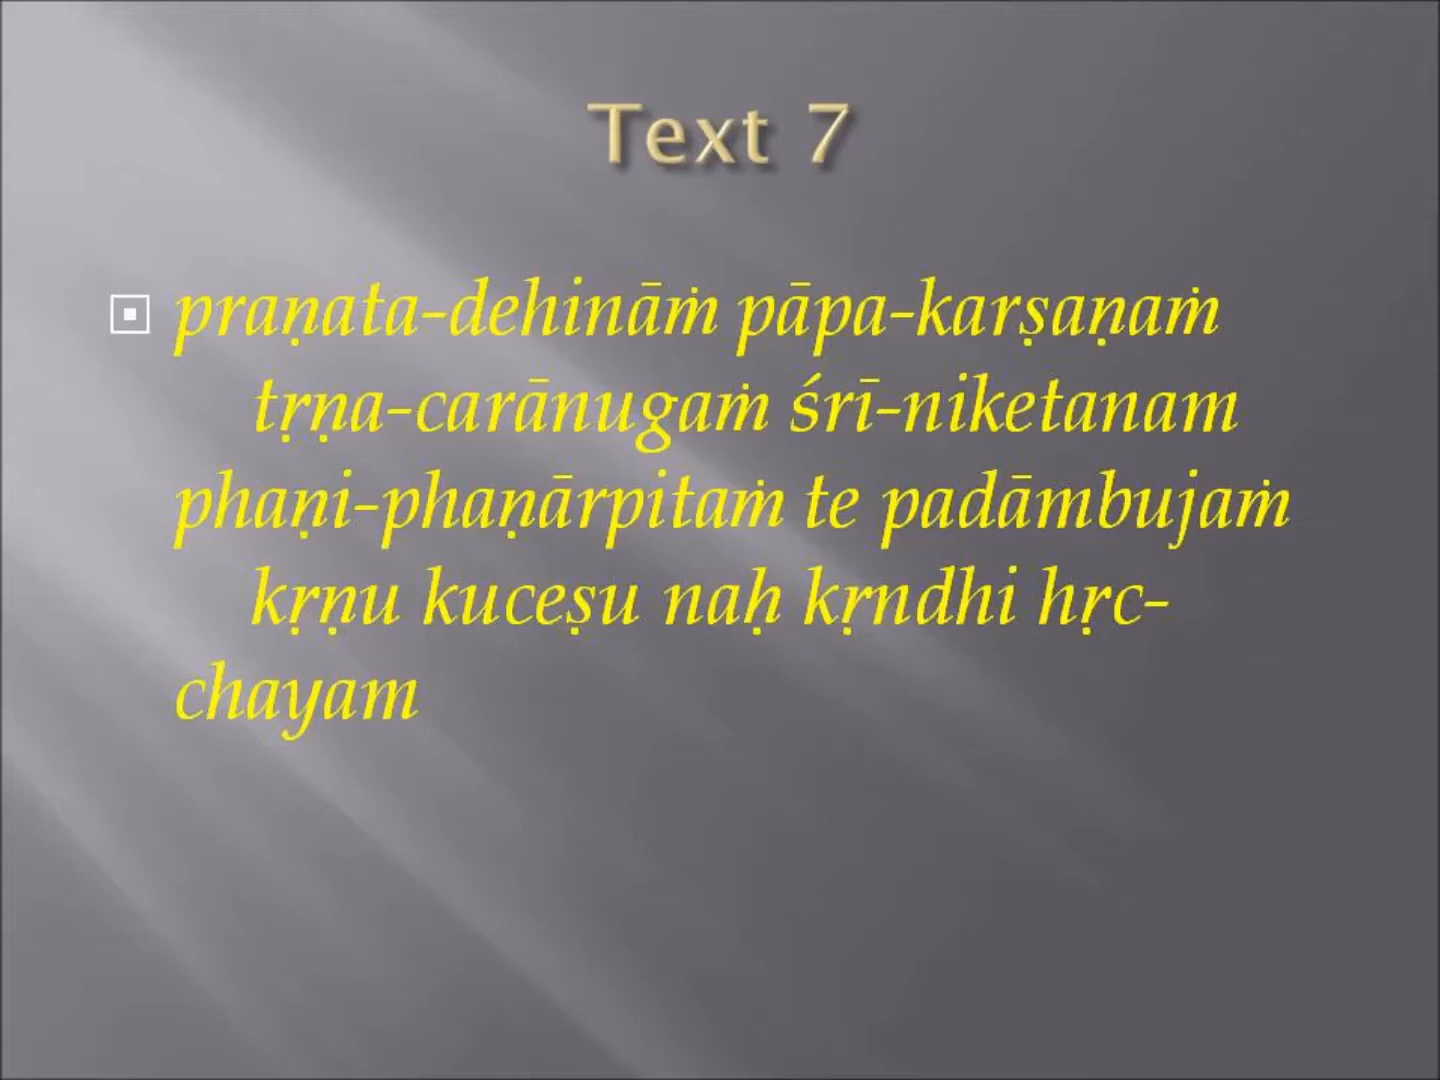 Text 7
praṇata-dehināṁ pāpa-karṣaṇaṁ
tṛṇa-carānugaṁ śrī-niketanam
phaṇi-phaṇārpitaṁ te padāmbujaṁ
kṛṇu kuceṣu naḥ kṛndhi hṛc-
chayam